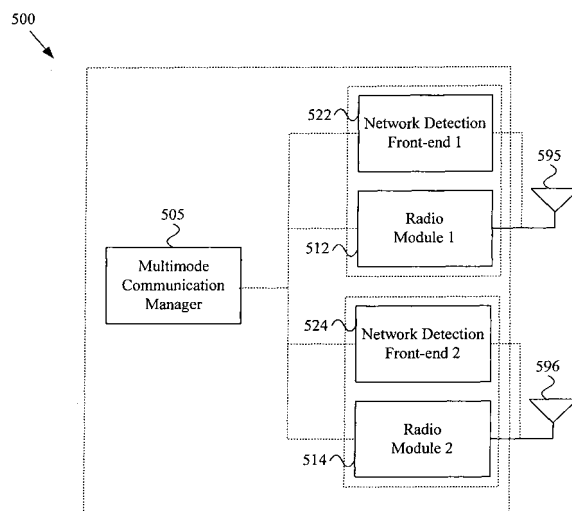 500
522
Network Detection
Front-end 1
595
505
Radio
Module 1
512
Multimode
Communication
Manager
524
Network Detection
Front-end 2
596
Radio
Module 2
514